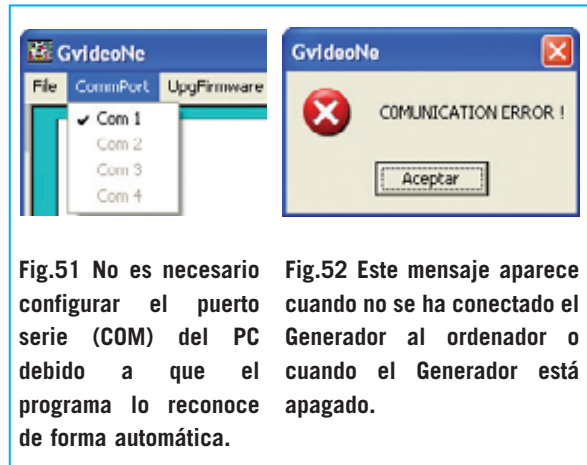 GvideoNe
File CommPort UpgFirmware
Com 1
Com 2
Com 3
Com 4
GvideoNe
COMUNICATION ERROR !
Aceptar
Fig.51 No es necesario
configurar el puerto
serie (COM) del PC
debido a que el
programa lo reconoce
de forma automática.
Fig.52 Este mensaje aparece
cuando no se ha conectado el
Generador al ordenador o
cuando el Generador está
apagado.